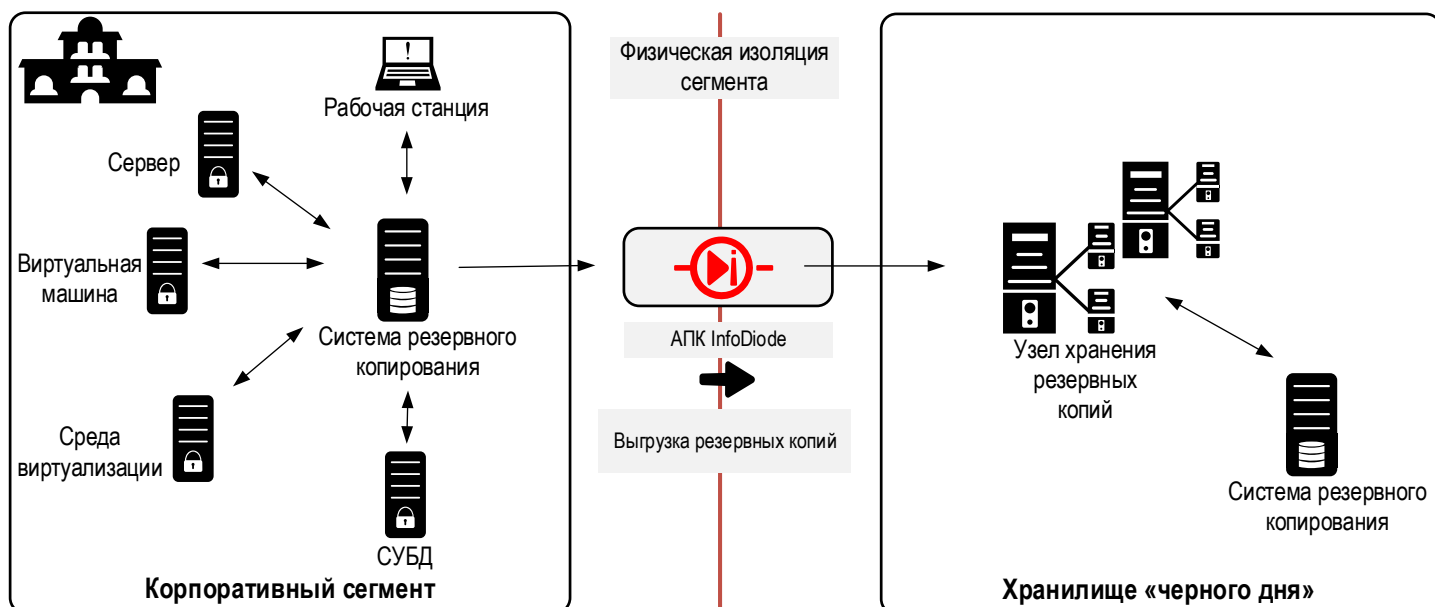 Рабочая станция
Сервер
Виртуальная
машина
Система резервного
копирования
Среда
виртуализации
СУБД
Корпоративный сегмент
Физическая изоляция
сегмента
АПК InfoDiode
Выгрузка резервных копий
Узел хранения
резервных
копий
Система резервного
копирования
Хранилище «черного дня»